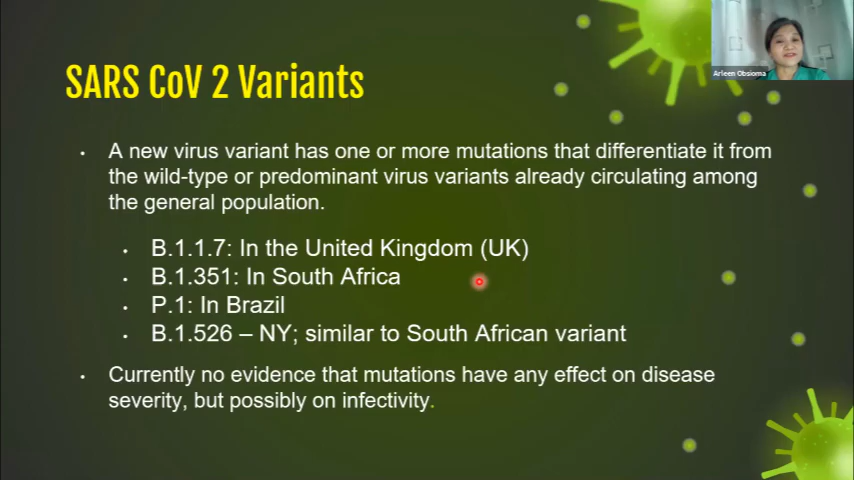 Arleen Obsioma
SARS CoV 2 Variants
• A new virus variant has one or more mutations that differentiate it from
the wild-type or predominant virus variants already circulating among
the general population.
• B.1.1.7: In the United Kingdom (UK)
• B.1.351: In South Africa
• P.1: In Brazil
• B.1.526 – NY; similar to South African variant
• Currently no evidence that mutations have any effect on disease
severity, but possibly on infectivity.